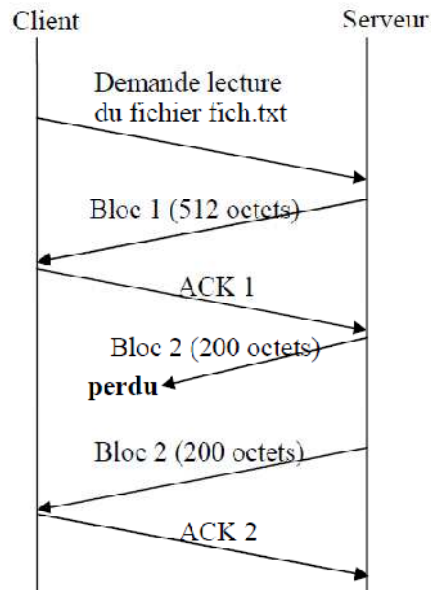 Client
Serveur
Demande lecture
du fichier fich.txt
Bloc 1 (512 octets)
ACK 1
Bloc 2 (200 octets)
perdu
Bloc 2 (200 octets)
ACK 2